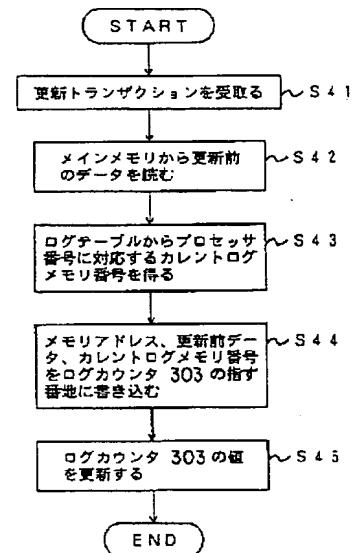 START
更新トランザクションを受取る
S41
メインメモリから更新前
のデータを読む
S42
ログテーブルからプロセッサ
番号に対応するカレントログ
メモリ番号を得る
S43
メモリアドレス、更新前デー
タ、カレントログメモリ番号
をログカウンタ 303 の指す
番地に書き込む
S44
ログカウンタ 303 の値
を更新する
S45
END